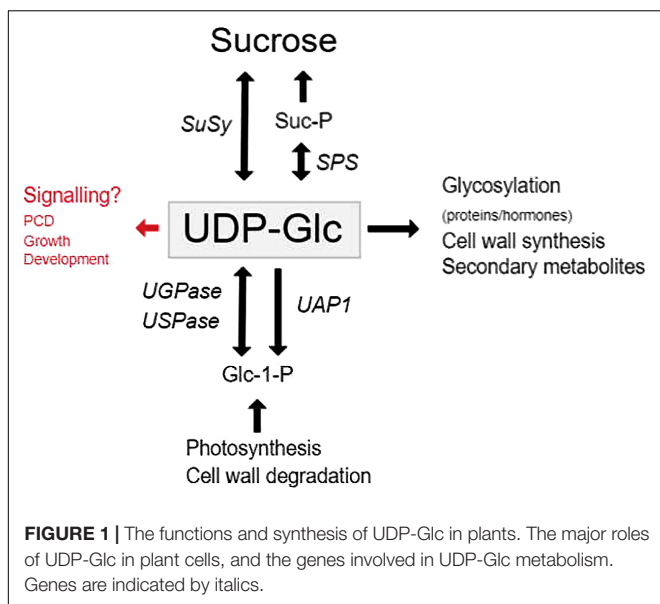 Sucrose
SuSy
Suc-P
SPS
Signalling?
PCD
Growth
Development
UDP-Glc
Glycosylation
(proteins/hormones)
Cell wall synthesis
Secondary metabolites
UGPase
USPase
UAP1
Glc-1-P
Photosynthesis
Cell wall degradation
FIGURE 1 | The functions and synthesis of UDP-Glc in plants. The major roles
of UDP-Glc in plant cells, and the genes involved in UDP-Glc metabolism.
Genes are indicated by italics.